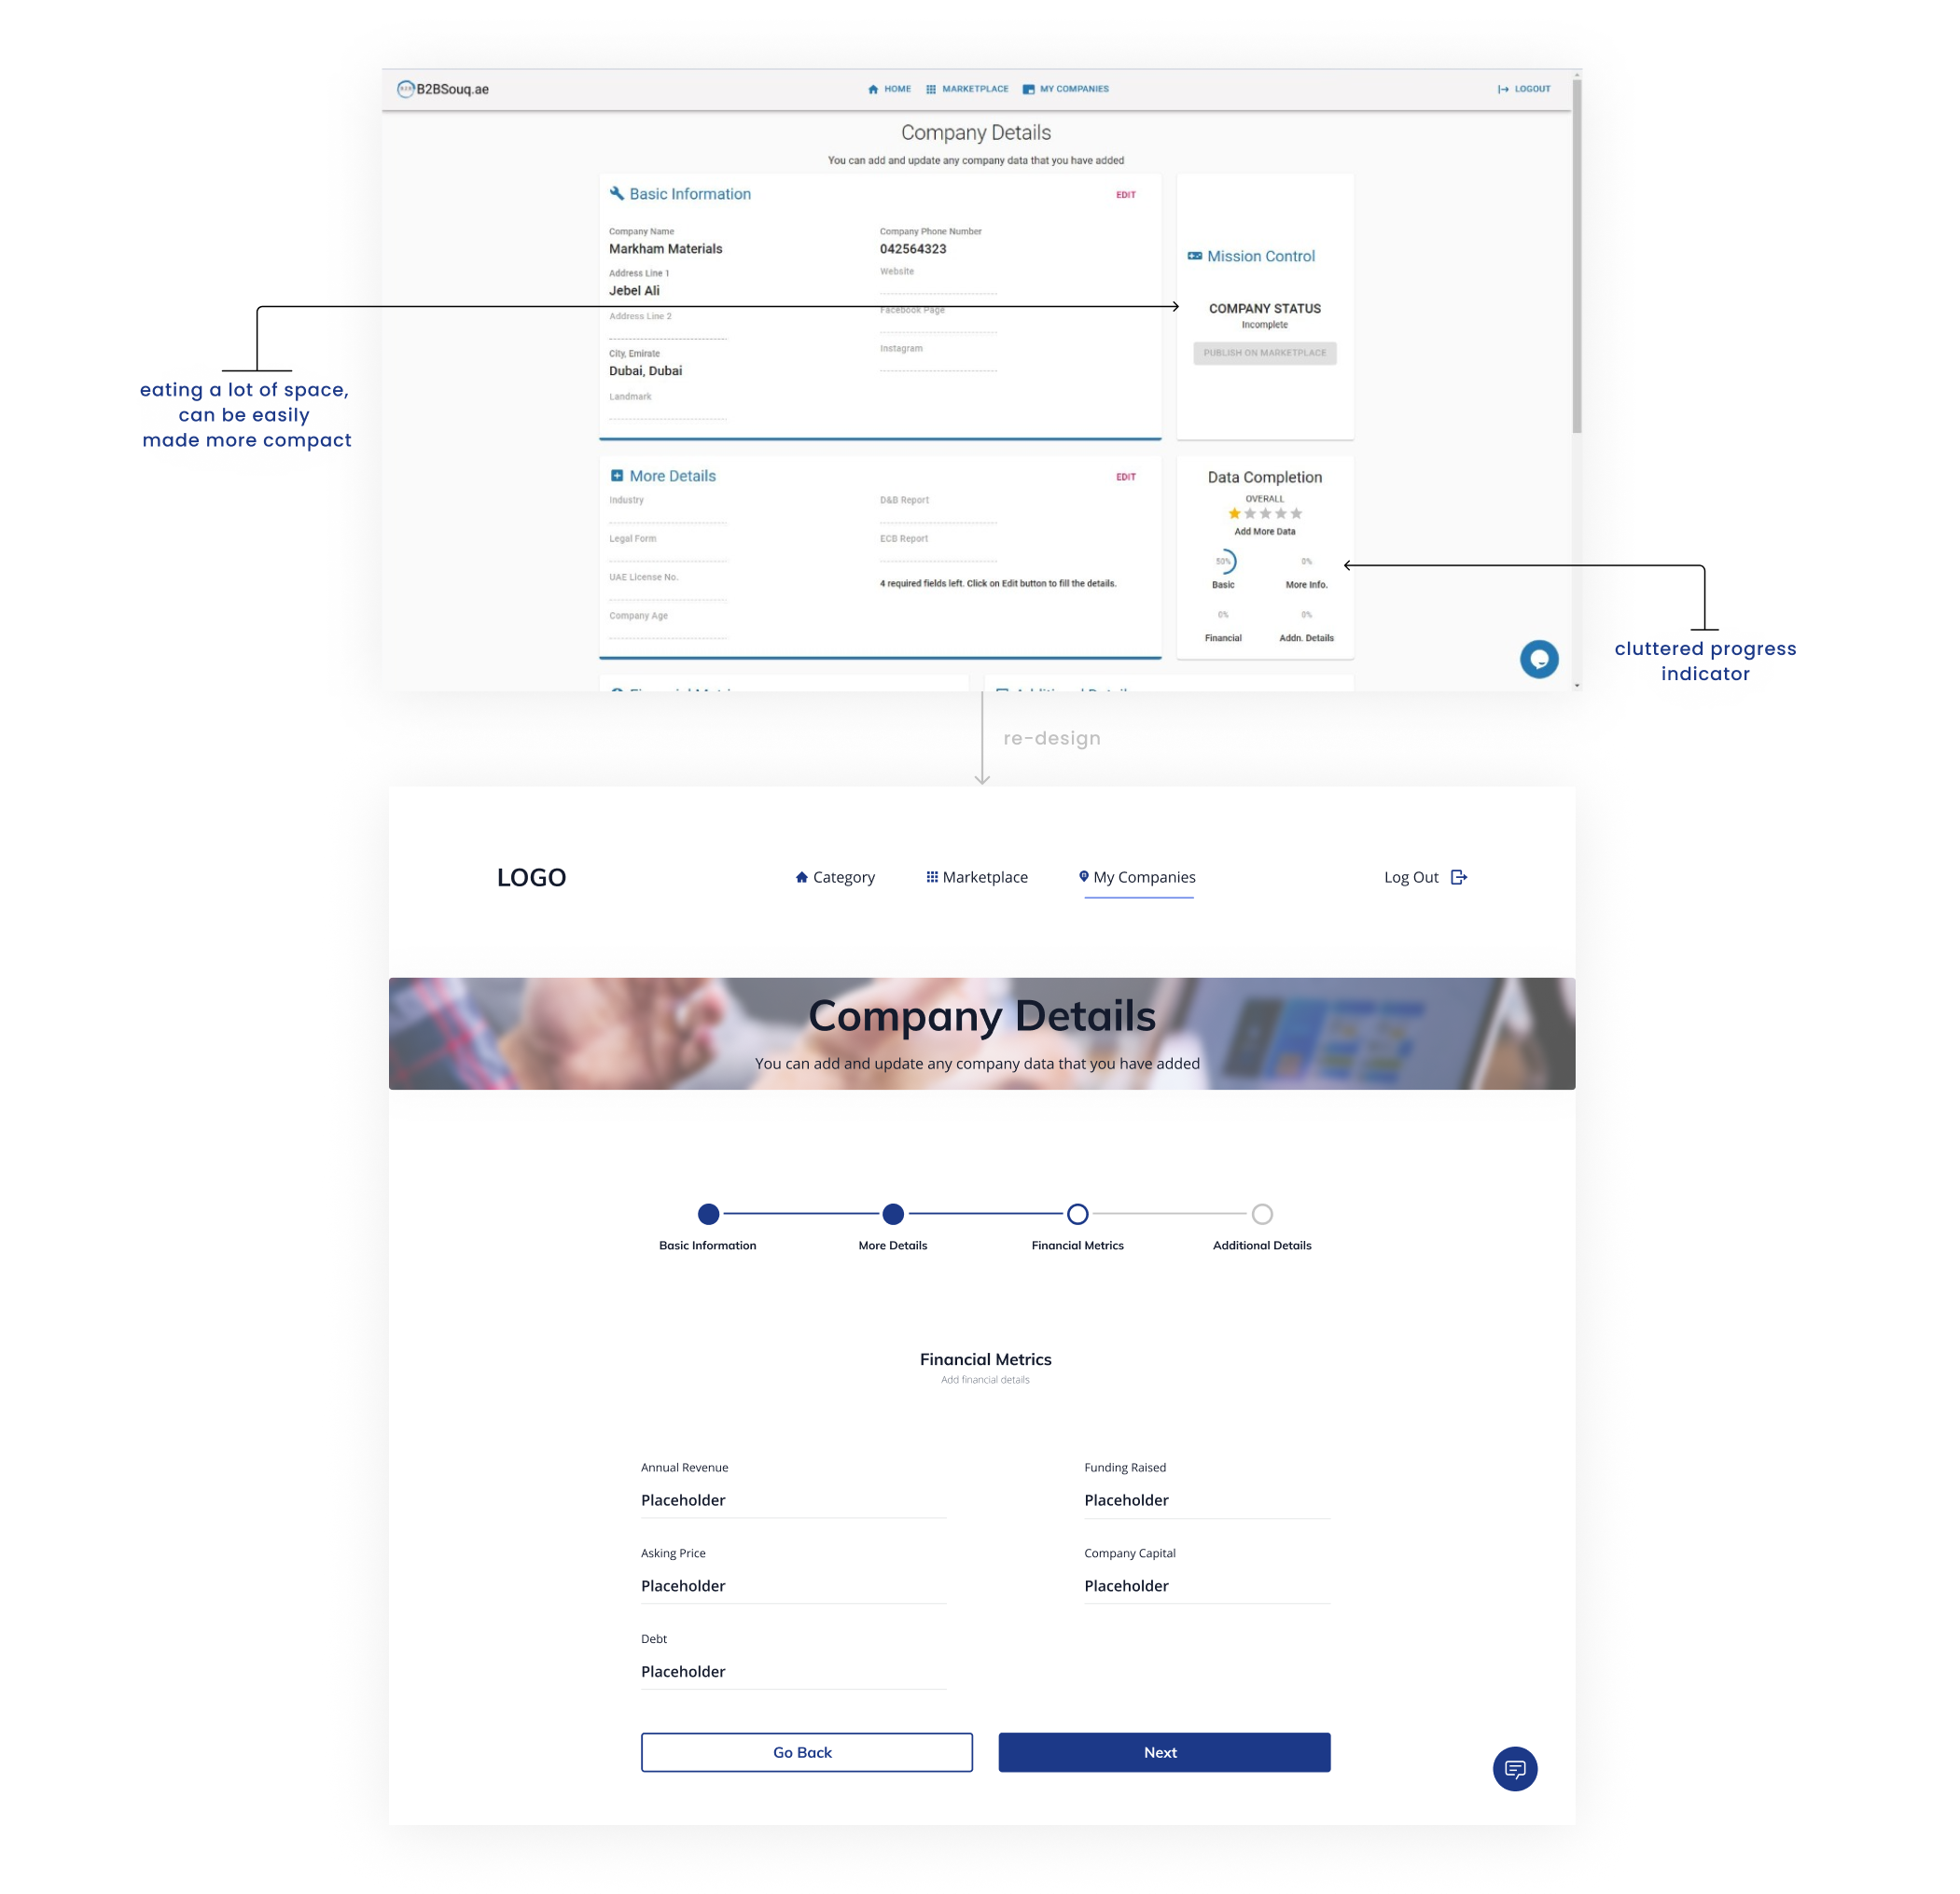 B2B B2BSouq.ae
HOME MARKETPLACE MY COMPANIES
LOGOUT
Company Details
You can add and update any company data that you have added
Basic Information
EDIT
Company Name
Markham Materials
Address Line 1
Jebel Ali
Address Line 2
City, Emirate
Dubai, Dubai
Landmark
Company Phone Number
042564323
Website
Facebook Page
Instagram
Mission Control
COMPANY STATUS
Incomplete
PUBLISH ON MARKETPLACE
eating a lot of space,
can be easily
made more compact
More Details
EDIT
Industry
Legal Form
UAE License No.
Company Age
D&B Report
ECB Report
4 required fields left. Click on Edit button to fill the details.
Data Completion
OVERALL
Add More Data
50%
Basic
0%
More Info.
0%
Financial
0%
Addn. Details
cluttered progress
indicator
re-design
LOGO
Category
Marketplace
My Companies
Log Out
Company Details
You can add and update any company data that you have added
Basic Information
More Details
Financial Metrics
Additional Details
Financial Metrics
Add financial details
Annual Revenue
Placeholder
Funding Raised
Placeholder
Asking Price
Placeholder
Company Capital
Placeholder
Debt
Placeholder
Go Back
Next